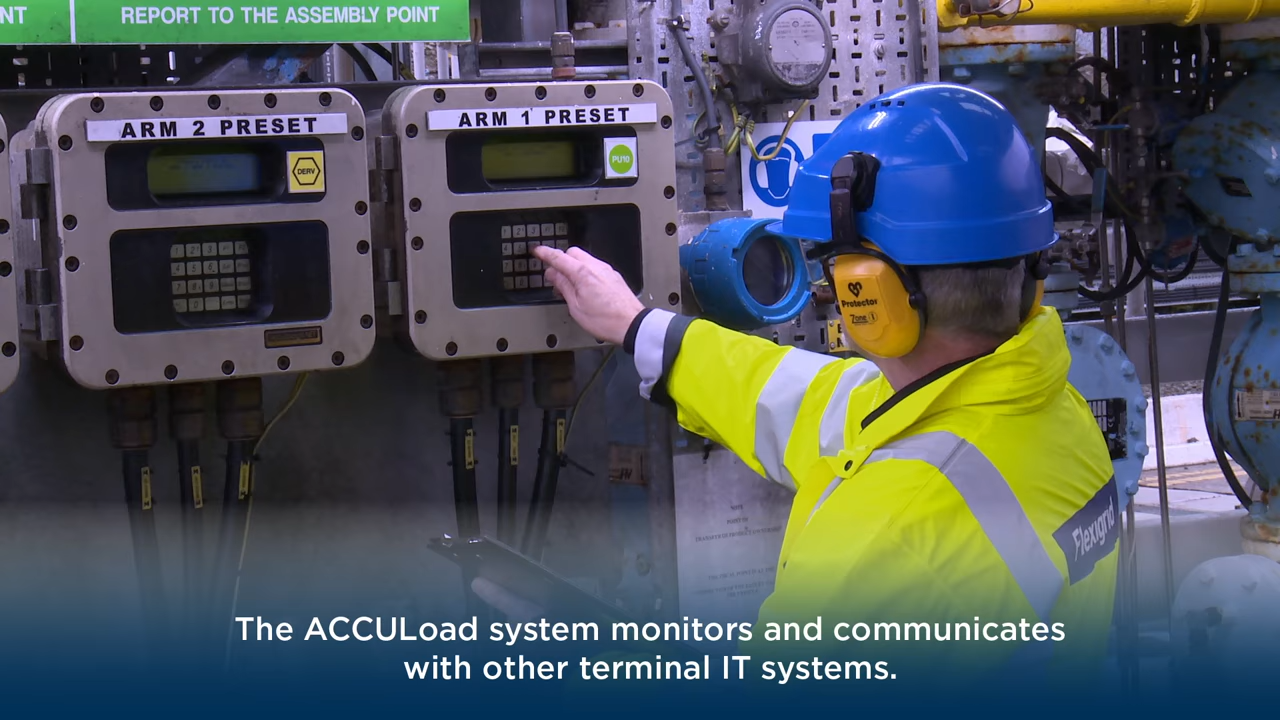 NT
REPORT TO THE ASSEMBLY POINT
ARM 2 PRESET
DERV
ARM 1 PRESET
PU10
Protector
Zone 1
Flexigrid
The ACCULoad system monitors and communicates
with other terminal IT systems.